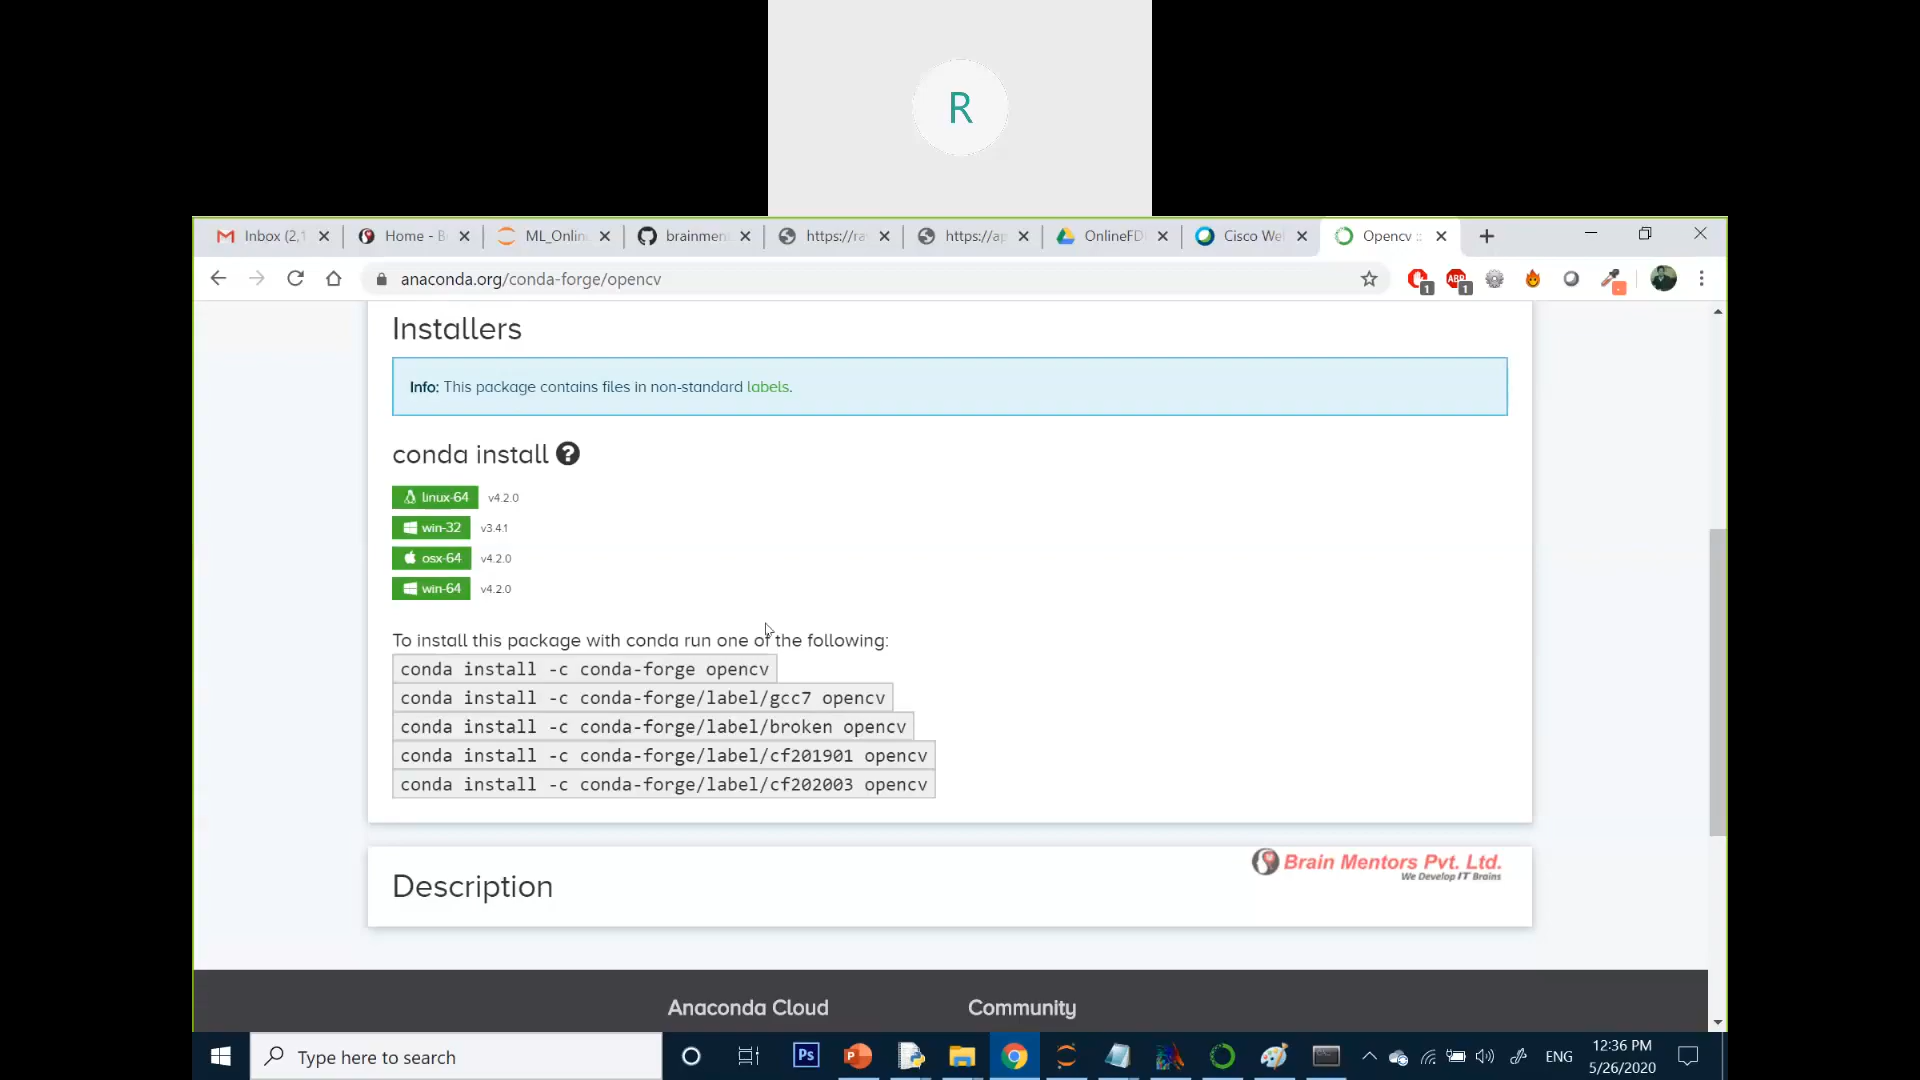 R
Inbox (2,1
Home - B
ML_Onlin
brainmen
https://ra
https://ap
OnlineFD
Cisco We
Opencv ::
anaconda.org/conda-forge/opencv
1
ABP
1
Installers
Info: This package contains files in non-standard labels.
conda install ?
linux-64 v4.2.0
win-32 v3.4.1
osx-64 v4.2.0
win-64 v4.2.0
To install this package with conda run one of the following:
conda install -c conda-forge opencv
conda install -c conda-forge/label/gcc7 opencv
conda install -c conda-forge/label/broken opencv
conda install -c conda-forge/label/cf201901 opencv
conda install -c conda-forge/label/cf202003 opencv
Brain Mentors Pvt. Ltd.
We Develop IT Brains
Description
Anaconda Cloud
Community
Type here to search
Ps
P
ENG
12:36 PM
5/26/2020